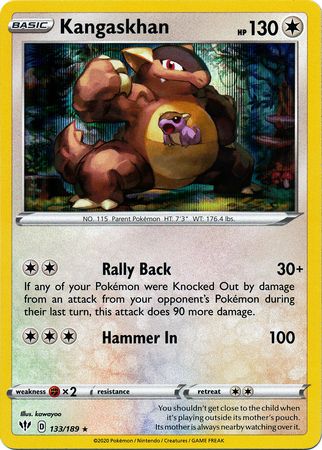 BASIC Kangaskhan HP 130
NO. 115 Parent Pokémon HT: 7'3" WT: 176.4 lbs.
Rally Back 30+
If any of your Pokémon were Knocked Out by damage
from an attack from your opponent's Pokémon during
their last turn, this attack does 90 more damage.
Hammer In 100
weakness ×2 resistance retreat
Illus. kawayoo
D 133/189 ★
You shouldn't get close to the child when
it's playing outside its mother's pouch.
Its mother is always nearby watching over it.
©2020 Pokémon / Nintendo / Creatures / GAME FREAK